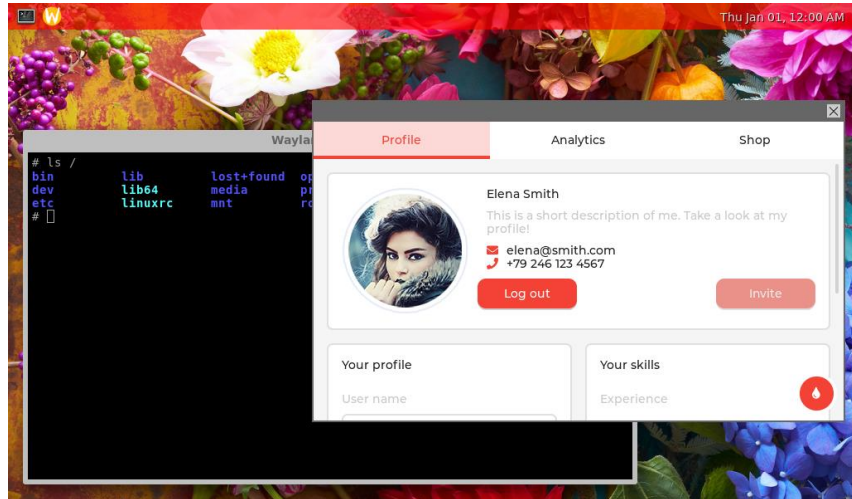 Thu Jan 01, 12:00 AM
Profile
Analytics
Shop
# ls /
bin lib lost+found
dev lib64 media
etc linuxrc mnt
#
Elena Smith
This is a short description of me. Take a look at my
profile!
elena@smith.com
+79 246 123 4567
Log out
Invite
Your profile
User name
Your skills
Experience